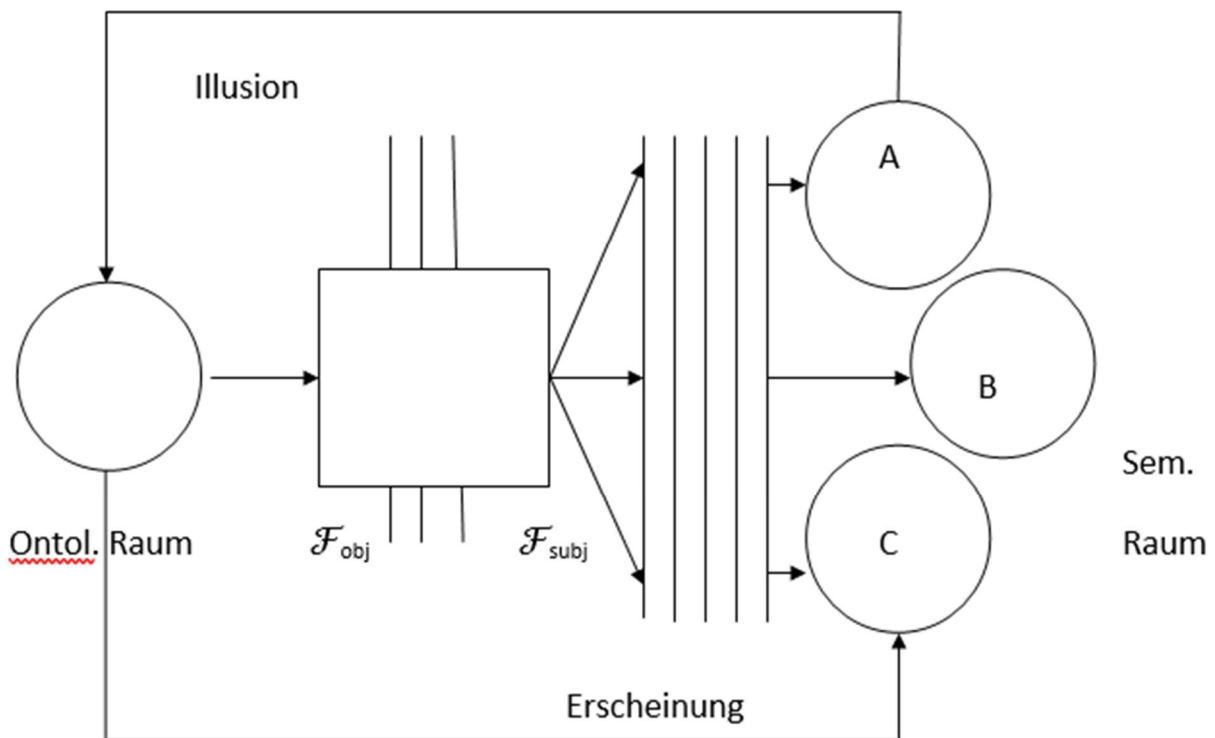 Illusion
A
B
Sem.
Ontol. Raum
ℱobj
ℱsubj
C
Raum
Erscheinung